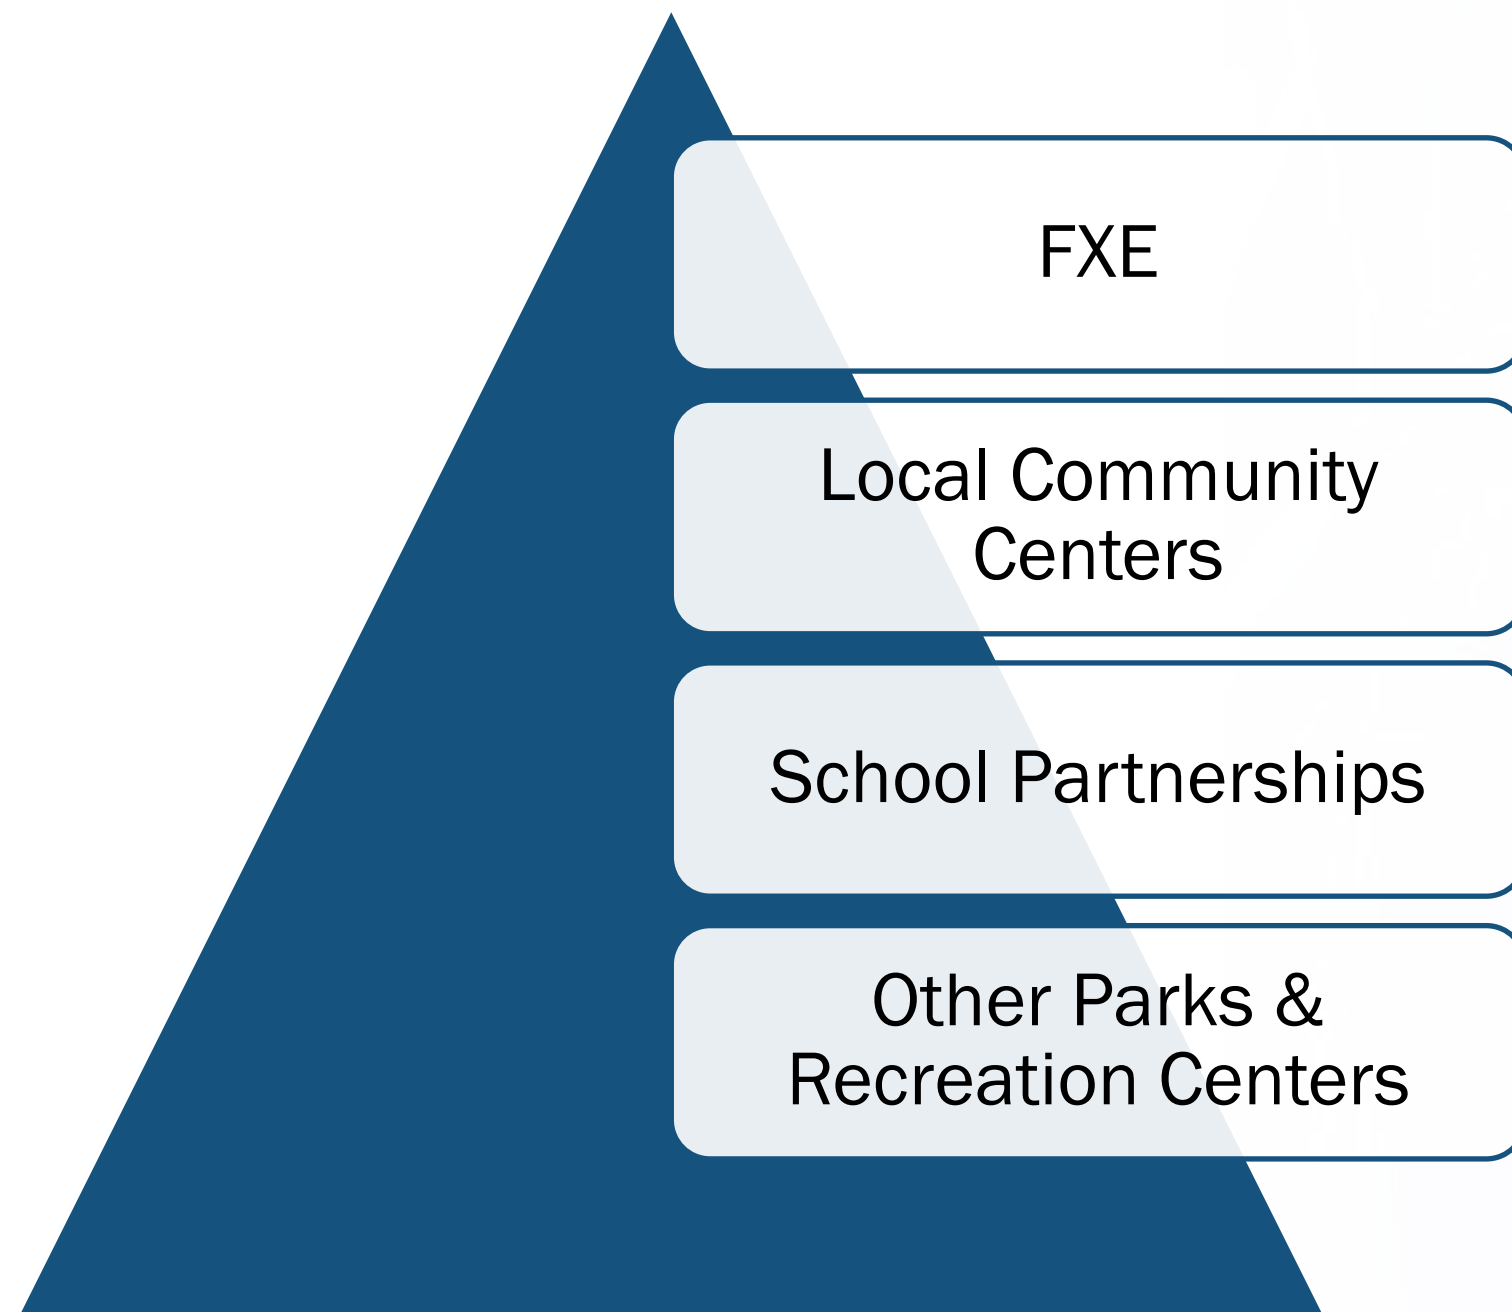 FXE
Local Community
Centers
School Partnerships
Other Parks &
Recreation Centers